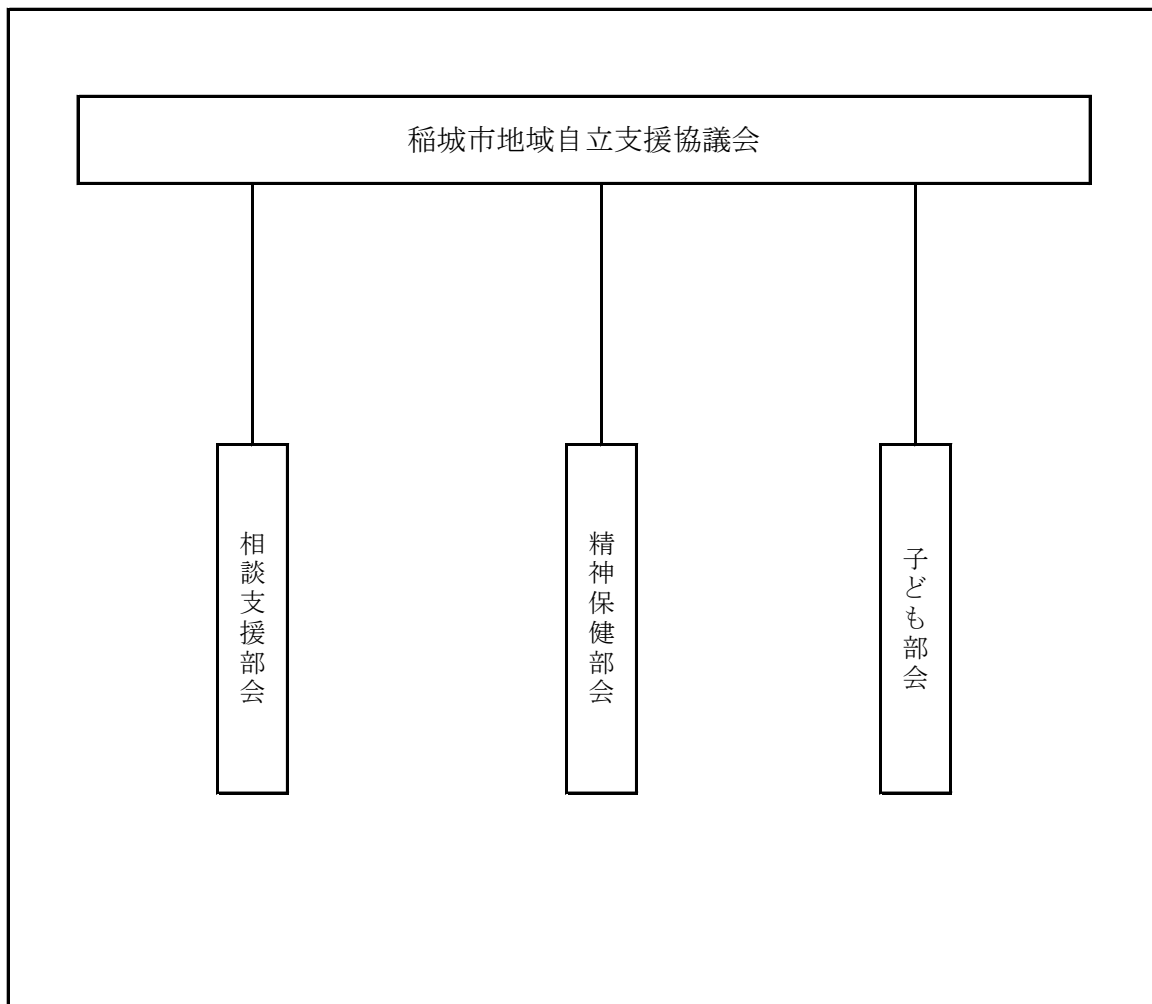 稲城市地域自立支援協議会
相談支援部会
精神保健部会
子ども部会